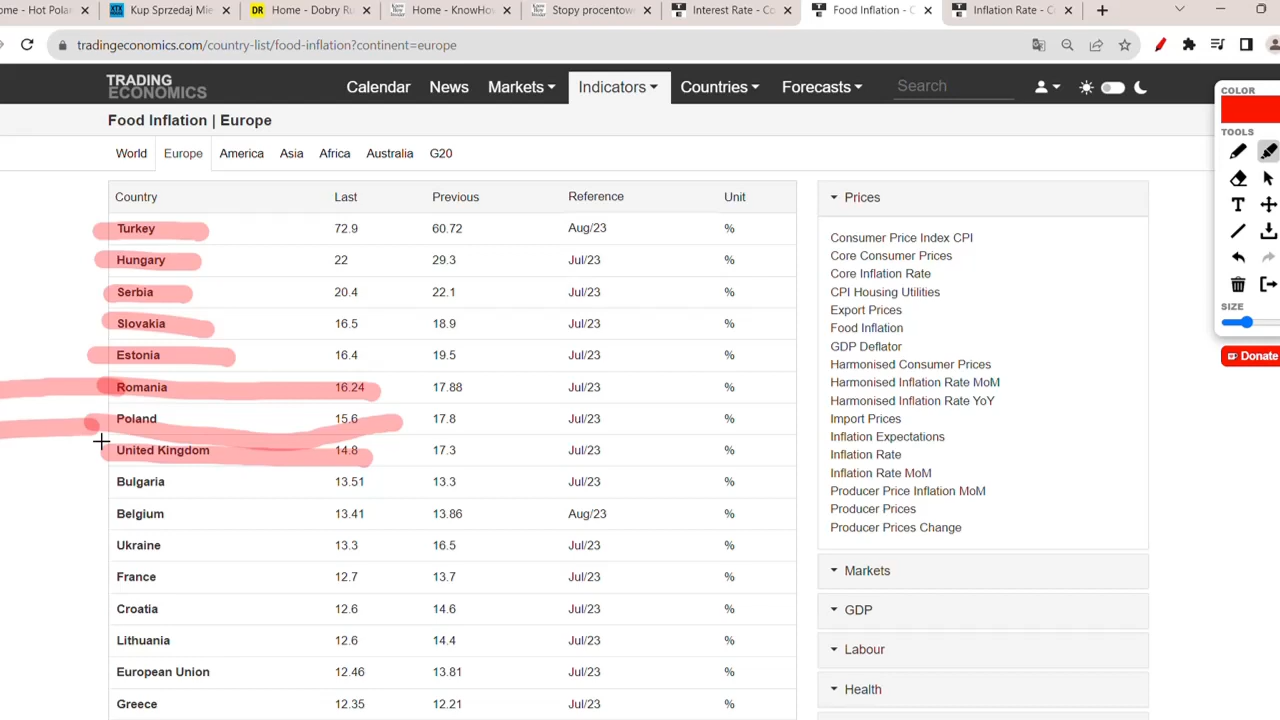 ome - Hot Pola
Kup Sprzedaj Mie
DR Home - Dobry Ru
Home - KnowHow
Stopy procentow
Interest Rate - Co
Food Inflation - C
Inflation Rate - C
tradingeconomics.com/country-list/food-inflation?continent=europe
TRADING
ECONOMICS
Calendar News Markets Indicators Countries Forecasts Search
Food Inflation | Europe
World Europe America Asia Africa Australia G20
Country Last Previous Reference Unit
Turkey 72.9 60.72 Aug/23 %
Hungary 22 29.3 Jul/23 %
Serbia 20.4 22.1 Jul/23 %
Slovakia 16.5 18.9 Jul/23 %
Estonia 16.4 19.5 Jul/23 %
Romania 16.24 17.88 Jul/23 %
Poland 15.6 17.8 Jul/23 %
United Kingdom 14.8 17.3 Jul/23 %
Bulgaria 13.51 13.3 Jul/23 %
Belgium 13.41 13.86 Aug/23 %
Ukraine 13.3 16.5 Jul/23 %
France 12.7 13.7 Jul/23 %
Croatia 12.6 14.6 Jul/23 %
Lithuania 12.6 14.4 Jul/23 %
European Union 12.46 13.81 Jul/23 %
Greece 12.35 12.21 Jul/23 %
Prices
Consumer Price Index CPI
Core Consumer Prices
Core Inflation Rate
CPI Housing Utilities
Export Prices
Food Inflation
GDP Deflator
Harmonised Consumer Prices
Harmonised Inflation Rate MoM
Harmonised Inflation Rate YoY
Import Prices
Inflation Expectations
Inflation Rate
Inflation Rate MoM
Producer Price Inflation MoM
Producer Prices
Producer Prices Change
Markets
GDP
Labour
Health
COLOR
TOOLS
T
SIZE
Donate